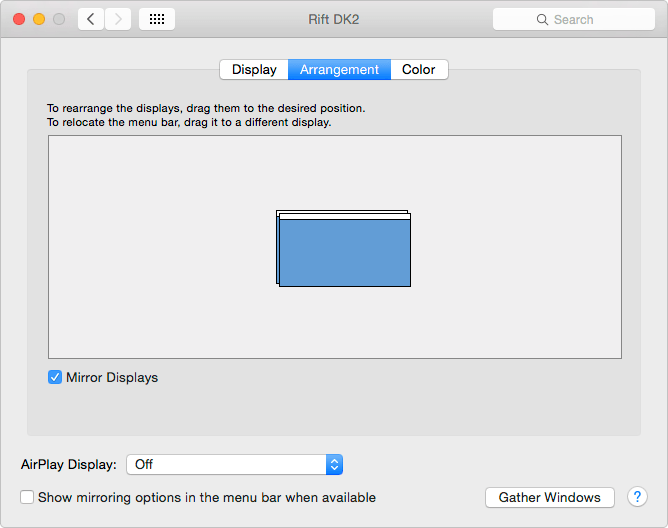 Rift DK2
Search
Display
Arrangement
Color
To rearrange the displays, drag them to the desired position.
To relocate the menu bar, drag it to a different display.
Mirror Displays
AirPlay Display: Off
Show mirroring options in the menu bar when available
Gather Windows
?